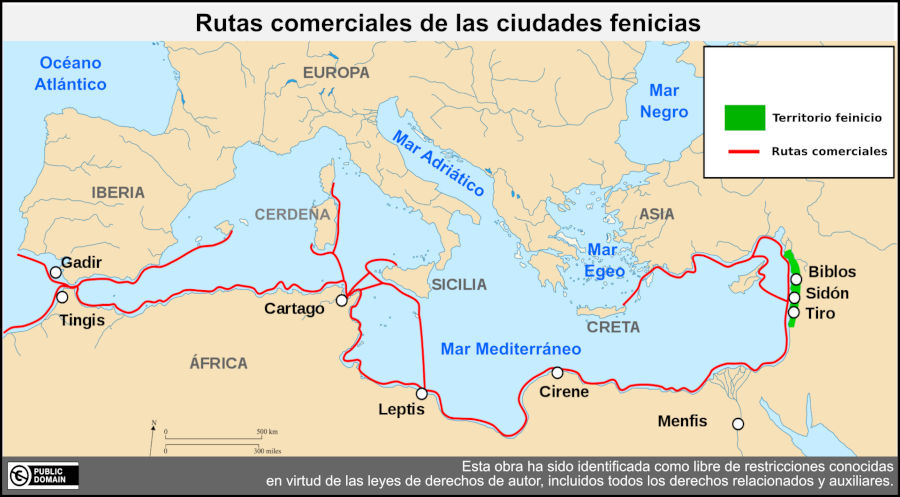 Rutas comerciales de las ciudades fenicias
Océano
Atlántico
EUROPA
Mar
Negro
Territorio feinicio
Rutas comerciales
Mar Adriático
IBERIA
CERDEÑA
ASIA
Mar
Egeo
Gadir
Tingis
Cartago
SICILIA
CRETA
Biblos
Sidón
Tiro
Mar Mediterráneo
ÁFRICA
Leptis
Cirene
Menfis
N
0 500 km
0 300 miles
PUBLIC
DOMAIN
Esta obra ha sido identificada como libre de restricciones conocidas
en virtud de las leyes de derechos de autor, incluidos todos los derechos relacionados y auxiliares.